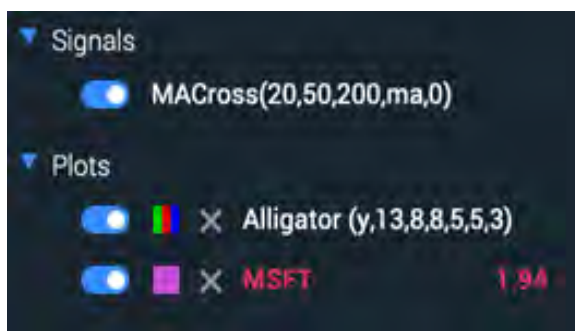 Signals
MACross(20,50,200,ma,0)
Plots
Alligator (y,13,8,8,5,5,3)
MSFT 1.94